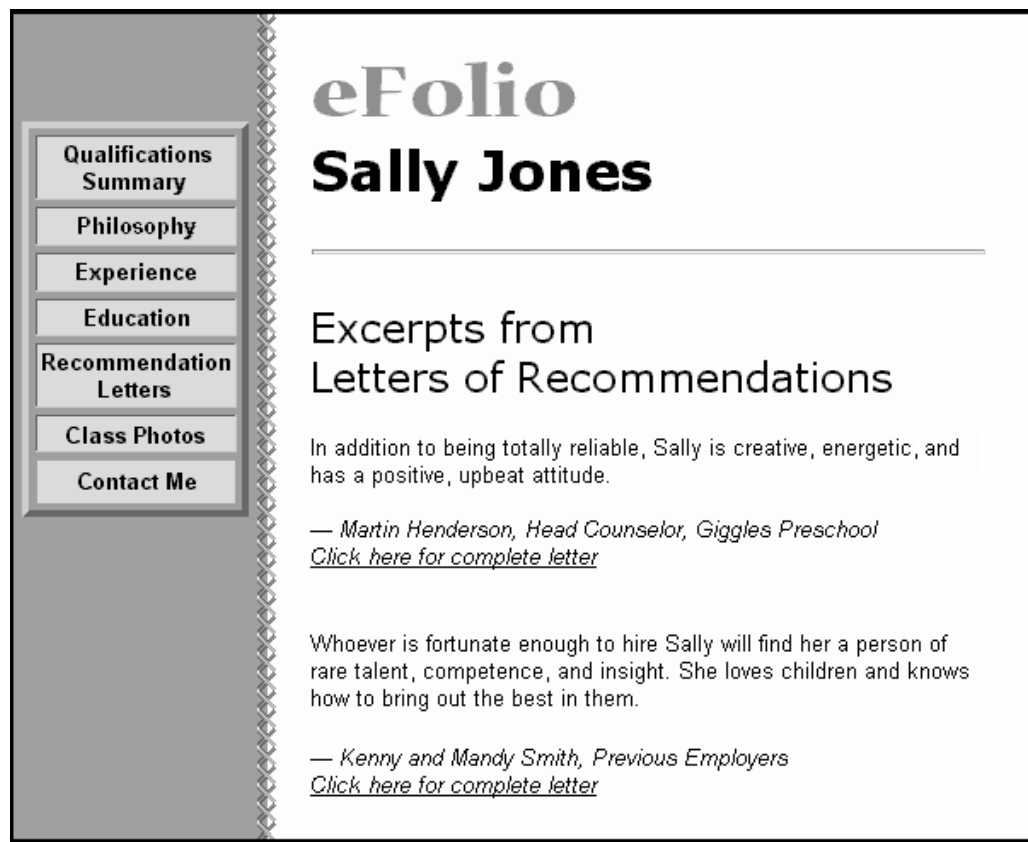 Qualifications
Summary
Philosophy
Experience
Education
Recommendation
Letters
Class Photos
Contact Me
eFolio
Sally Jones
Excerpts from
Letters of Recommendations
In addition to being totally reliable, Sally is creative, energetic, and
has a positive, upbeat attitude.
— Martin Henderson, Head Counselor, Giggles Preschool
Click here for complete letter
Whoever is fortunate enough to hire Sally will find her a person of
rare talent, competence, and insight. She loves children and knows
how to bring out the best in them.
— Kenny and Mandy Smith, Previous Employers
Click here for complete letter